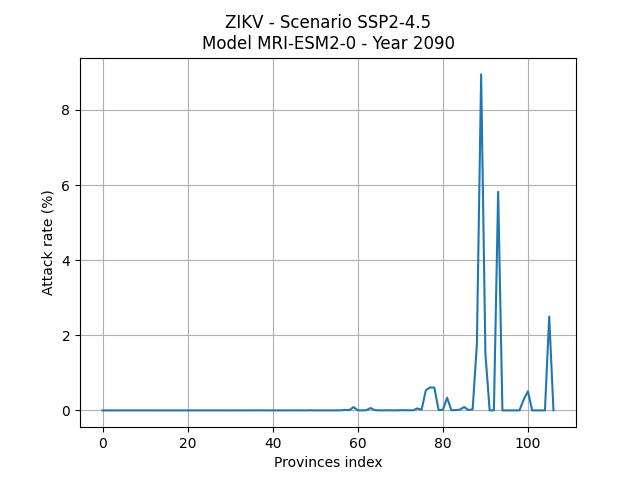 ZIKV - Scenario SSP2-4.5
Model MRI-ESM2-0 - Year 2090
8
6
4
2
0
Attack rate (%)
0 20 40 60 80 100
Provinces index